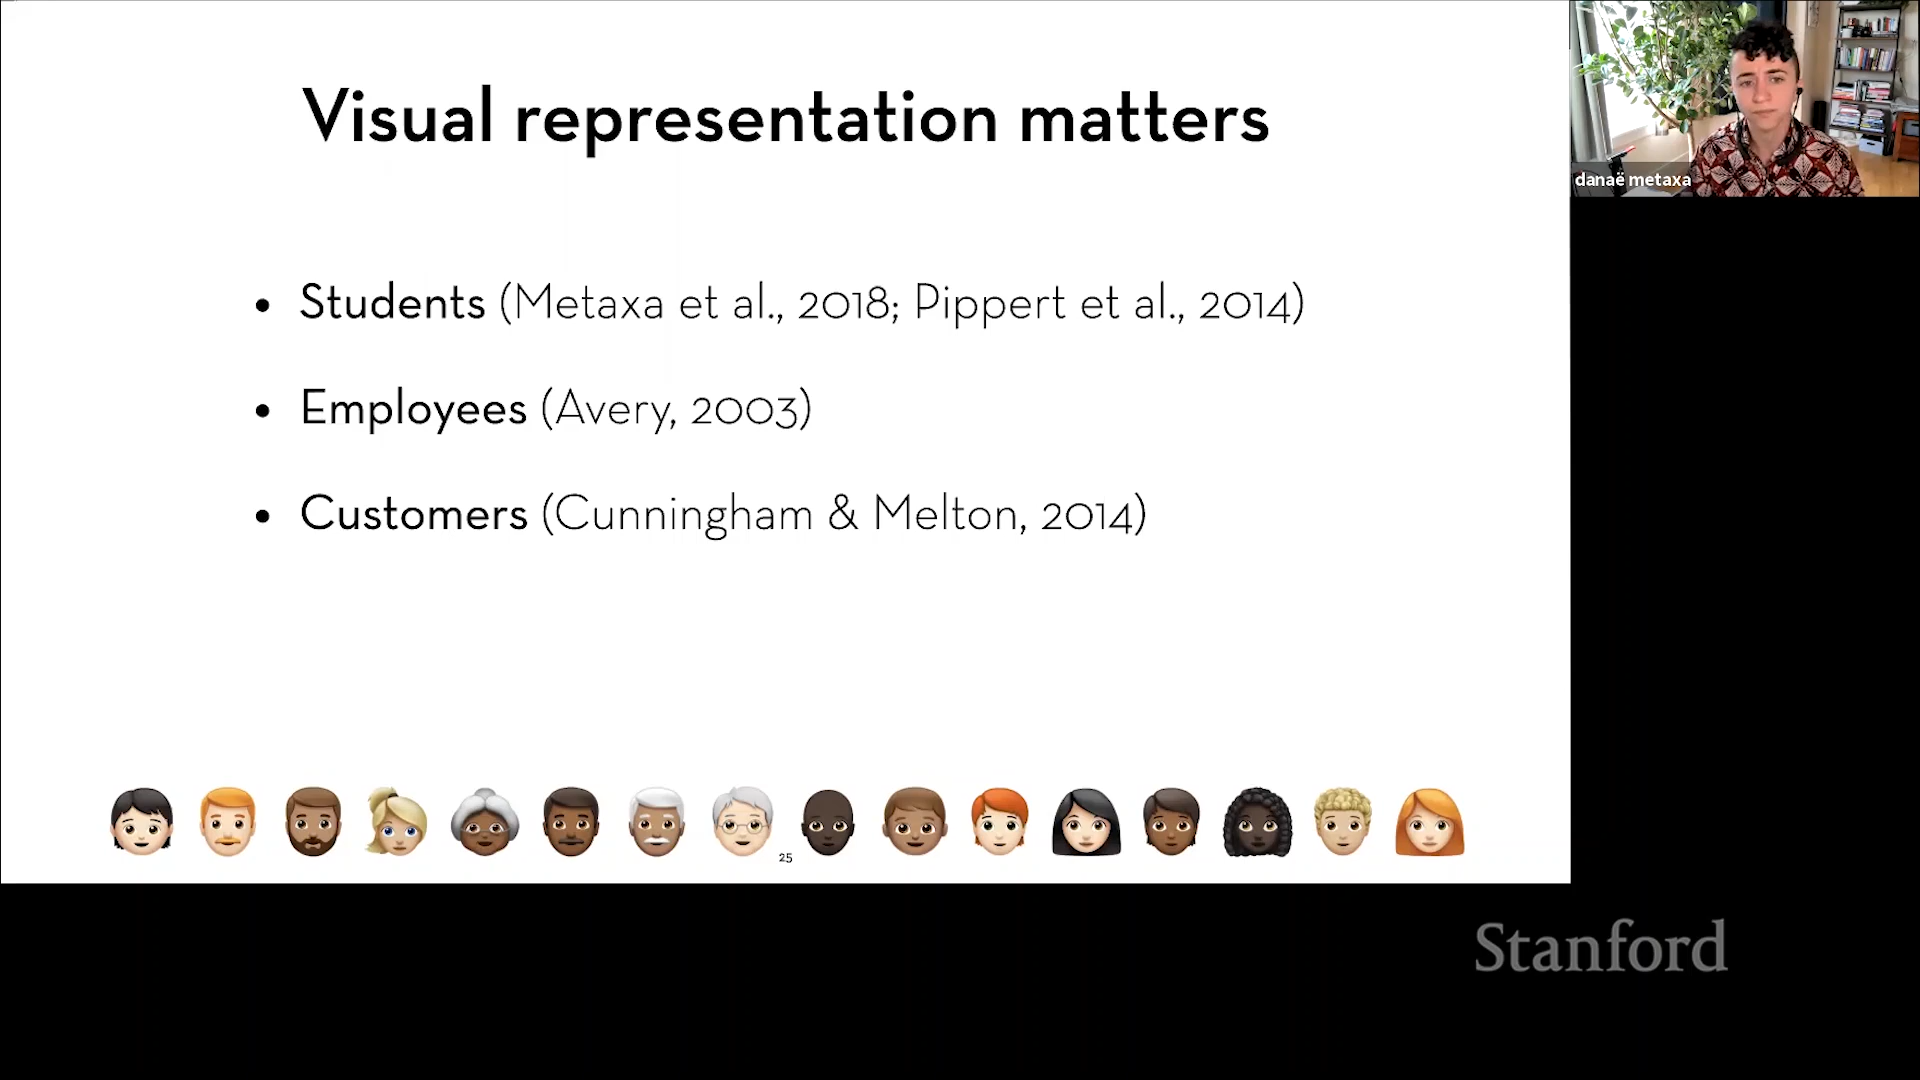 Visual representation matters
• Students (Metaxa et al., 2018; Pippert et al., 2014)
• Employees (Avery, 2003)
• Customers (Cunningham & Melton, 2014)
25
danaë metaxa
Stanford